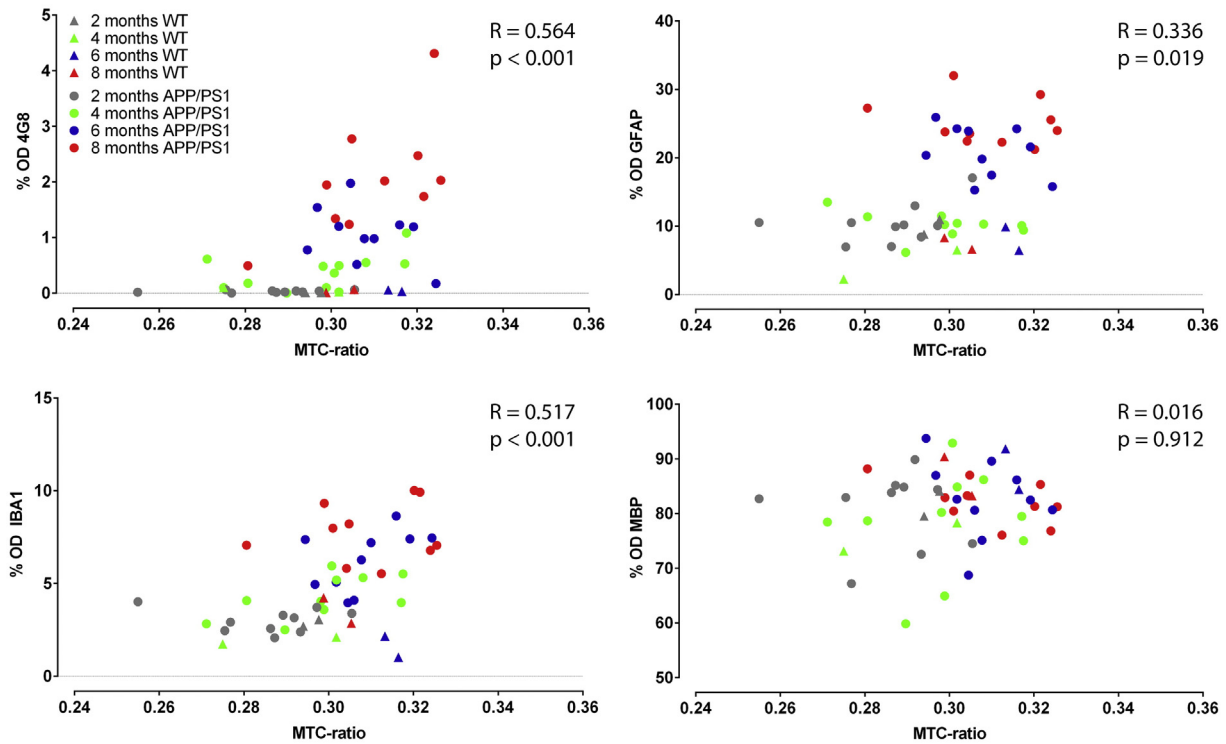 5
4
3
2
1
0
% OD 4G8
2 months WT
4 months WT
6 months WT
8 months WT
2 months APP/PS1
4 months APP/PS1
6 months APP/PS1
8 months APP/PS1
R = 0.564
p < 0.001
0.24 0.26 0.28 0.30 0.32 0.34 0.36
MTC-ratio
40
30
20
10
0
% OD GFAP
R = 0.336
p = 0.019
0.24 0.26 0.28 0.30 0.32 0.34 0.36
MTC-ratio
15
10
5
0
% OD IBA1
R = 0.517
p < 0.001
0.24 0.26 0.28 0.30 0.32 0.34 0.36
MTC-ratio
100
90
80
70
60
50
% OD MBP
R = 0.016
p = 0.912
0.24 0.26 0.28 0.30 0.32 0.34 0.36
MTC-ratio